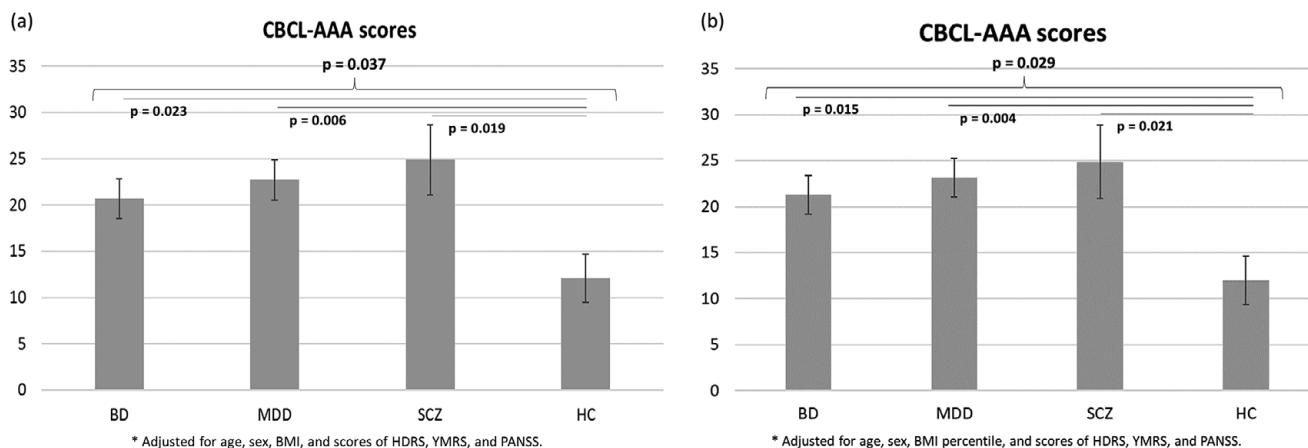 (a)
CBCL-AAA scores
35
p = 0.037
30
p = 0.023
p = 0.006
p = 0.019
25
20
15
10
5
0
BD MDD SCZ HC
* Adjusted for age, sex, BMI, and scores of HDRS, YMRS, and PANSS.
(b)
CBCL-AAA scores
35
p = 0.029
30
p = 0.015
p = 0.004
p = 0.021
25
20
15
10
5
0
BD MDD SCZ HC
* Adjusted for age, sex, BMI percentile, and scores of HDRS, YMRS, and PANSS.